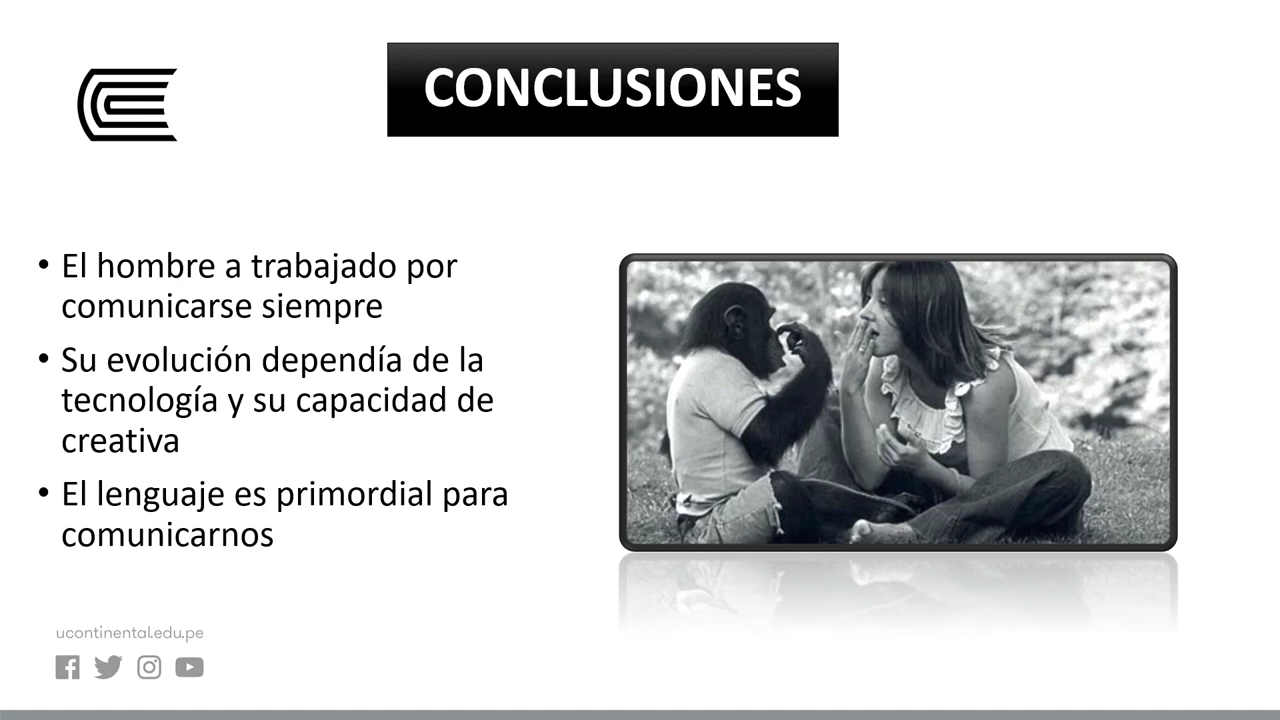 CONCLUSIONES
• El hombre a trabajado por
comunicarse siempre
• Su evolución dependía de la
tecnología y su capacidad de
creativa
• El lenguaje es primordial para
comunicarnos
ucontinental.edu.pe